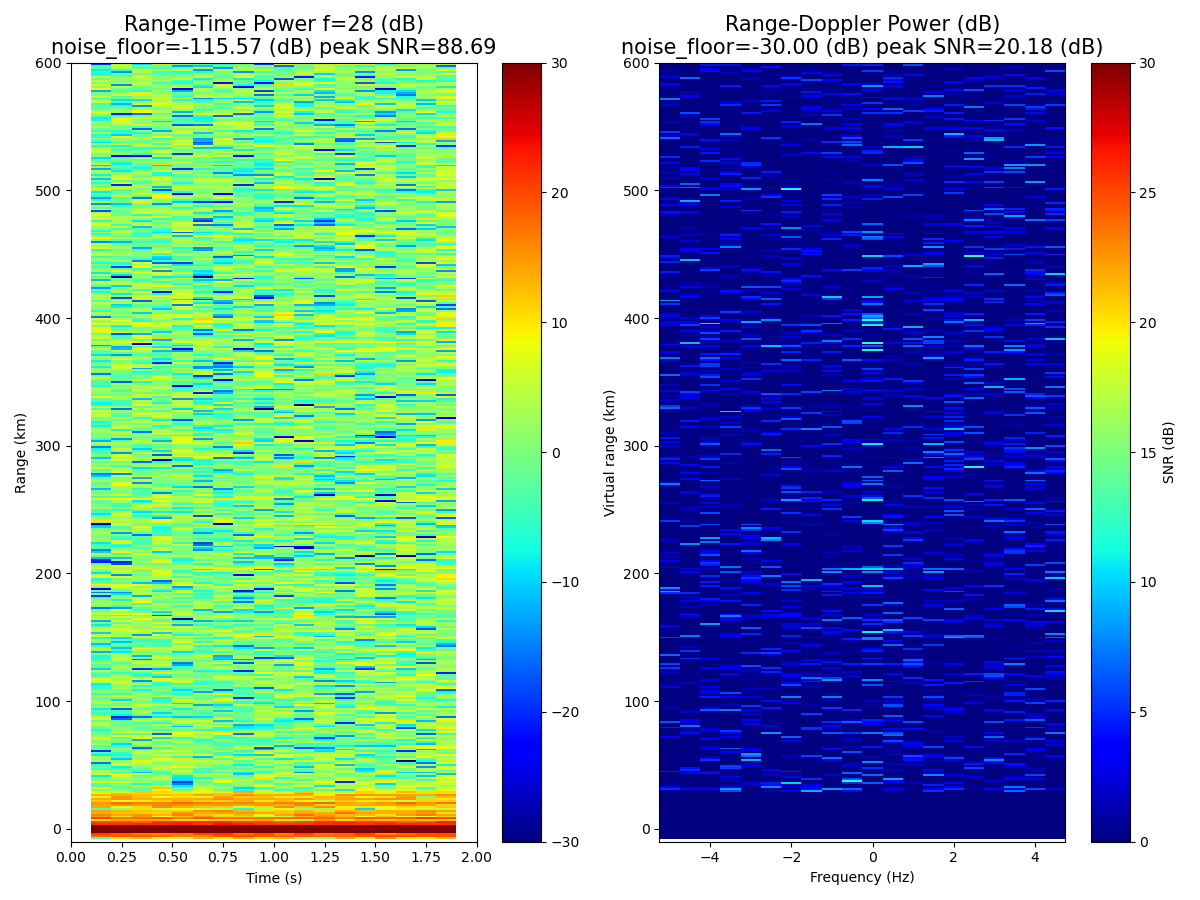 Range-Time Power f=28 (dB)
noise_floor=-115.57 (dB) peak SNR=88.69
Range-Doppler Power (dB)
noise_floor=-30.00 (dB) peak SNR=20.18 (dB)
600
500
400
300
200
100
0
Range (km)
0.00 0.25 0.50 0.75 1.00 1.25 1.50 1.75 2.00
Time (s)
30
20
10
0
−10
−20
−30
600
500
400
300
200
100
0
Virtual range (km)
−4 −2 0 2 4
Frequency (Hz)
30
25
20
15
10
5
0
SNR (dB)